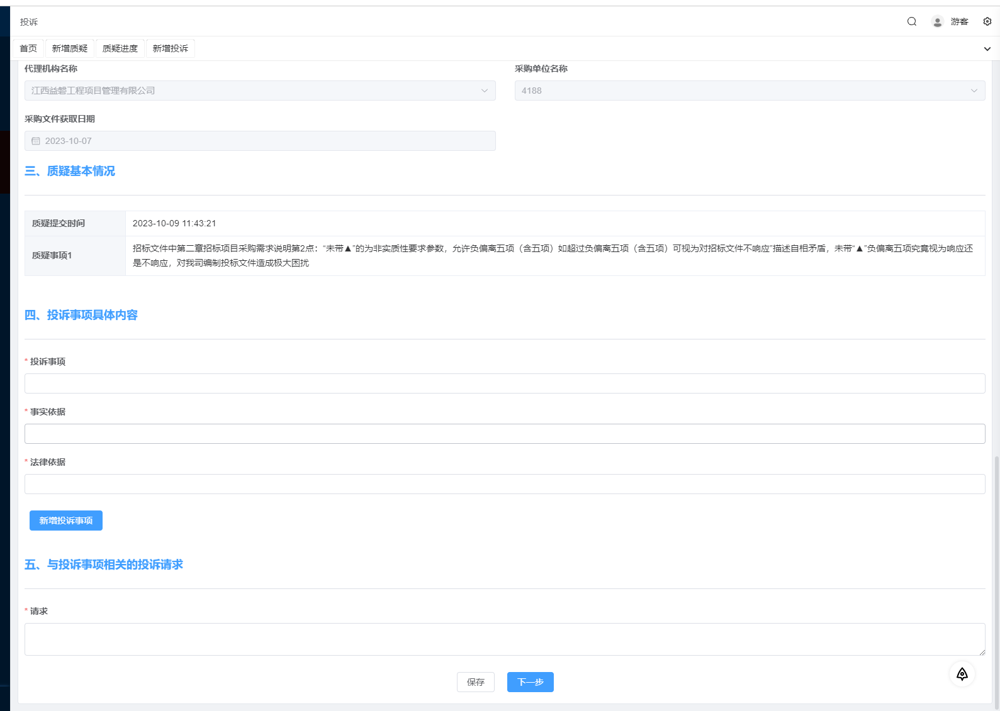 投诉
游客
首页
新增质疑
质疑进度
新增投诉
代理机构名称
采购单位名称
江西益磐工程项目管理有限公司
4188
采购文件获取日期
2023-10-07
三、质疑基本情况
质疑提交时间
2023-10-09 11:43:21
质疑事项1
招标文件中第二章招标项目采购需求说明第2点：“未带▲”的为非实质性要求参数，允许负偏离五项（含五项）如超过负偏离五项（含五项）可视为对招标文件不响应”描述自相矛盾，未带“▲”负偏离五项究竟视为响应还
是不响应，对我司编制投标文件造成极大困扰
四、投诉事项具体内容
* 投诉事项
* 事实依据
* 法律依据
新增投诉事项
五、与投诉事项相关的投诉请求
* 请求
保存
下一步